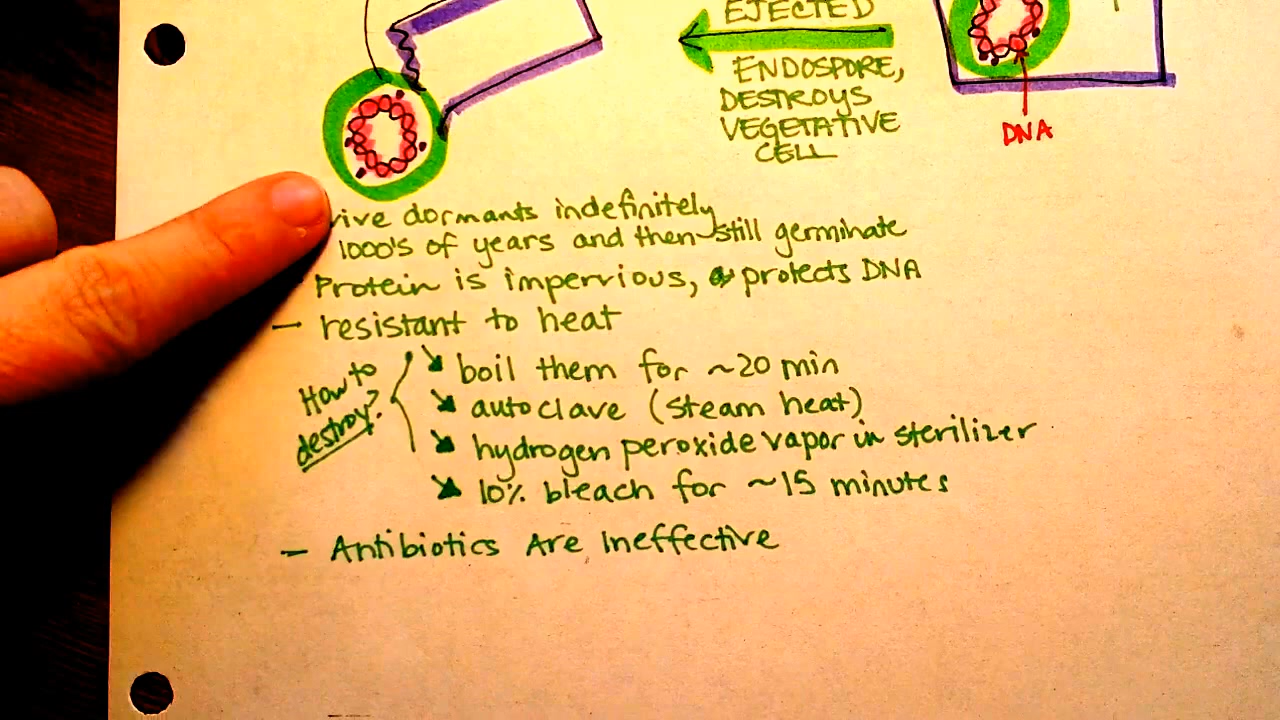 EJECTED
ENDOSPORE,
DESTROYS
VEGETATIVE
CELL
DNA
dormants indefinitely
1000's of years and then still germinate
Protein is impervious, protects DNA
— resistant to heat
How to
destroy?
boil them for ~20 min
autoclave (steam heat)
hydrogen peroxide vapor in sterilizer
10% bleach for ~15 minutes
— Antibiotics Are Ineffective